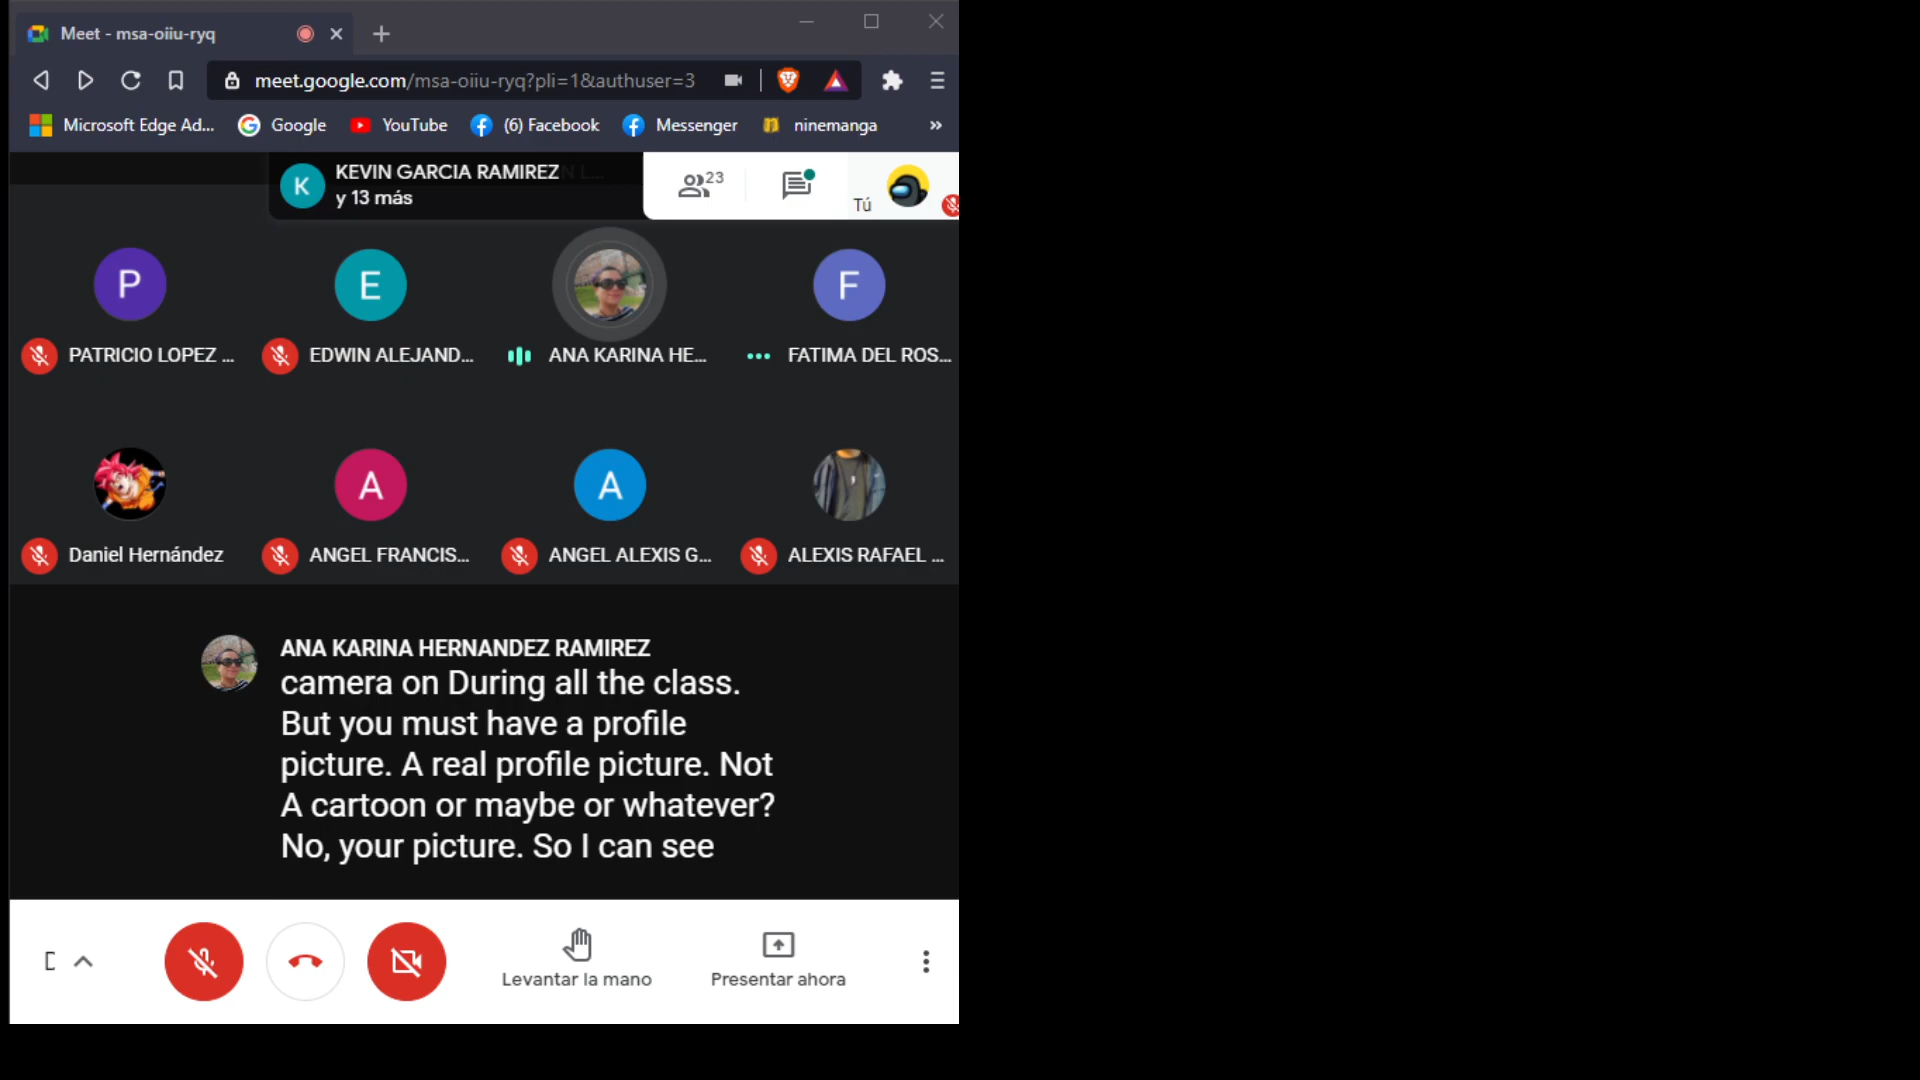 Meet - msa-oiiu-ryq
meet.google.com/msa-oiiu-ryq?pli=1&authuser=3
Microsoft Edge Ad...
Google
YouTube
(6) Facebook
Messenger
ninemanga
»
K
KEVIN GARCIA RAMIREZ
y 13 más
23
Tú
P
E
F
PATRICIO LOPEZ ...
EDWIN ALEJAND...
ANA KARINA HE...
FATIMA DEL ROS...
A
A
Daniel Hernández
ANGEL FRANCIS...
ANGEL ALEXIS G...
ALEXIS RAFAEL ...
ANA KARINA HERNANDEZ RAMIREZ
camera on During all the class.
But you must have a profile
picture. A real profile picture. Not
A cartoon or maybe or whatever?
No, your picture. So I can see
Levantar la mano
Presentar ahora